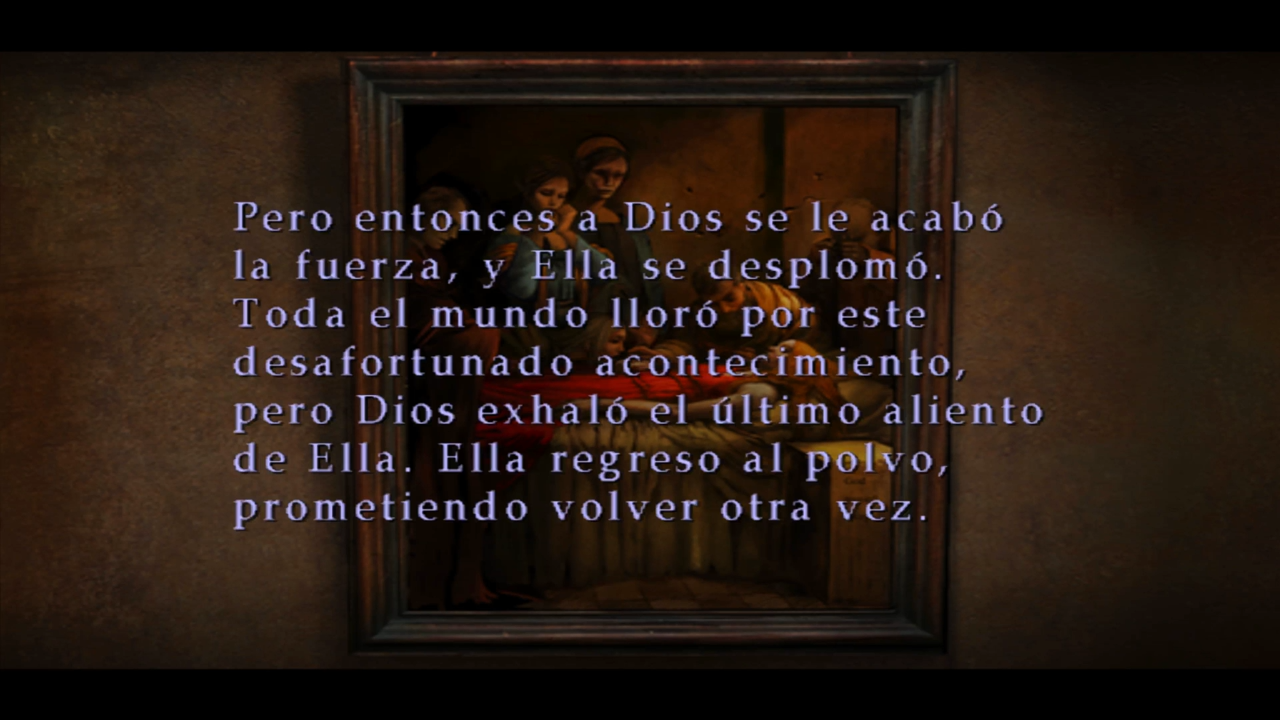 Pero entonces a Dios se le acabó
la fuerza, y Ella se desplomó.
Toda el mundo lloró por este
desafortunado acontecimiento,
pero Dios exhaló el último aliento
de Ella. Ella regreso al polvo,
prometiendo volver otra vez.
God